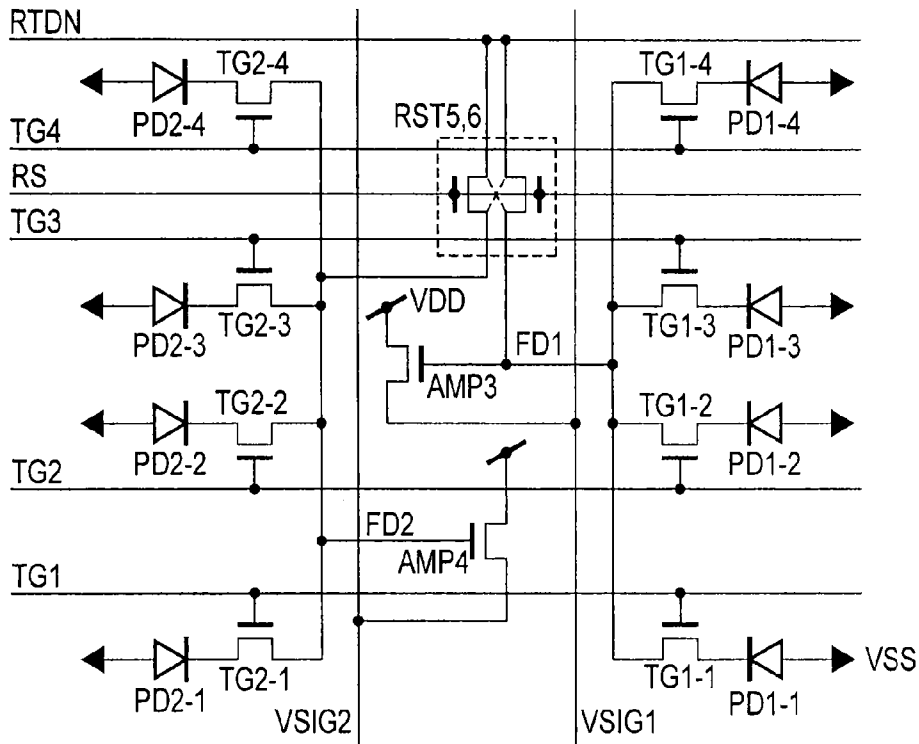 RTDN
TG2-4
TG1-4
PD2-4
RST5,6
PD1-4
TG4
RS
TG3
VDD
TG2-3
TG1-3
PD2-3
FD1
PD1-3
AMP3
TG2-2
TG1-2
PD2-2
PD1-2
TG2
FD2
AMP4
TG1
VSS
TG2-1
TG1-1
PD2-1
PD1-1
VSIG2
VSIG1